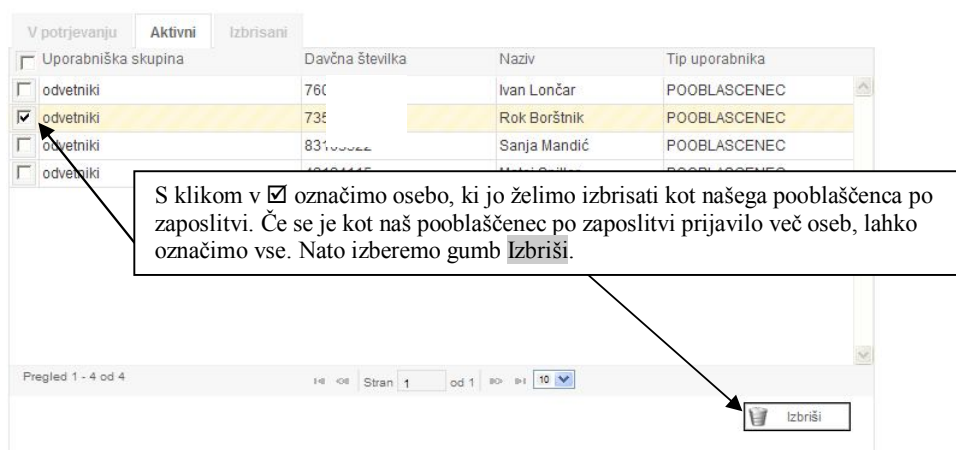 V potrjevanju Aktivni Izbrisani
Uporabniška skupina Davčna številka Naziv Tip uporabnika
odvetniki 760 Ivan Lončar POOBLASCENEC
odvetniki 735 Rok Borštnik POOBLASCENEC
odvetniki Sanja Mandić POOBLASCENEC
odvetniki
S klikom v ☑ označimo osebo, ki jo želimo izbrisati kot našega pooblaščenca po
zaposlitvi. Če se je kot naš pooblaščenec po zaposlitvi prijavilo več oseb, lahko
označimo vse. Nato izberemo gumb Izbriši.
Pregled 1 - 4 od 4 Stran 1 od 1 10
Izbriši